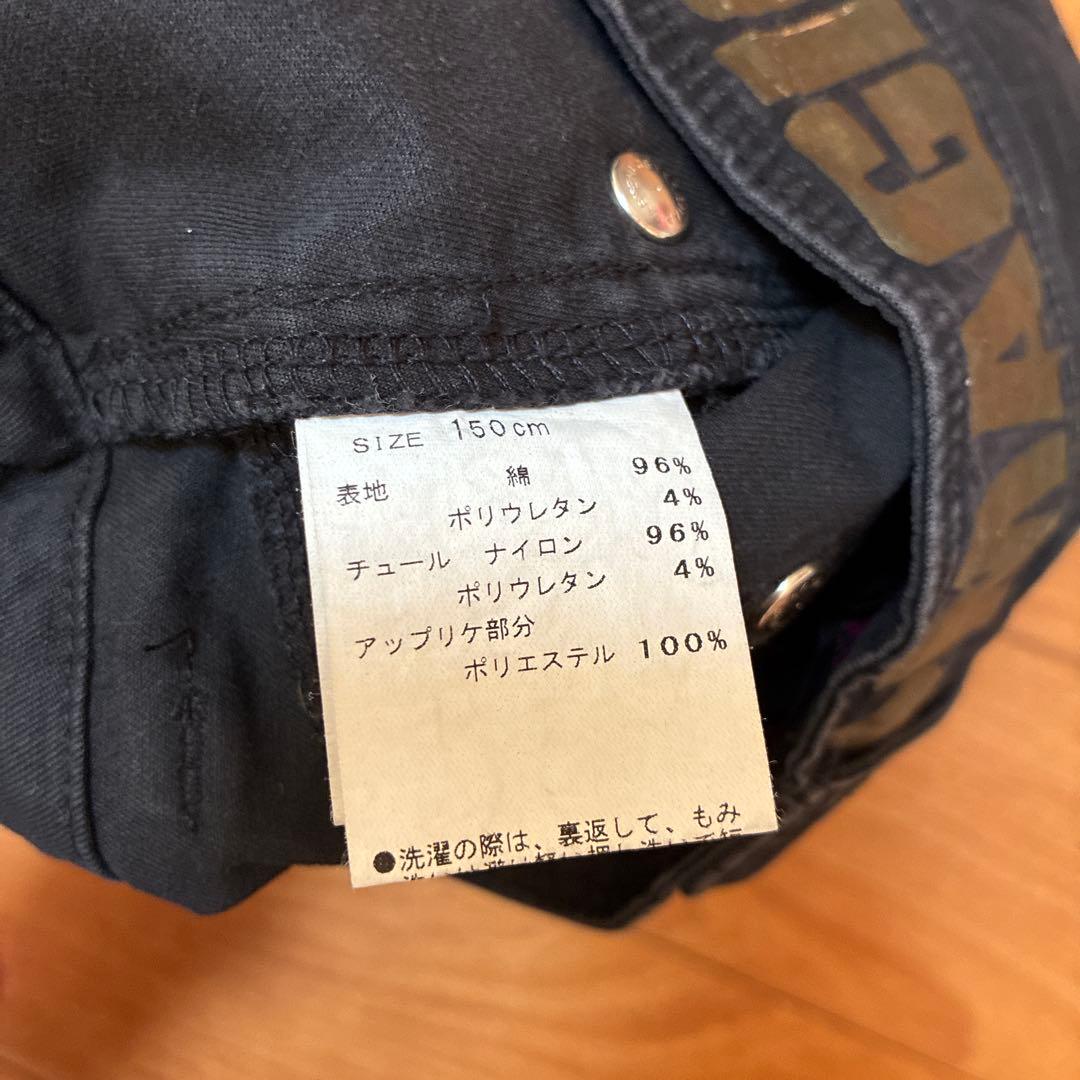 SIZE 150cm
表地 綿 96%
ポリウレタン 4%
チュール ナイロン 96%
ポリウレタン 4%
アップリケ部分
ポリエステル 100%
●洗濯の際は、裏返して、もみ